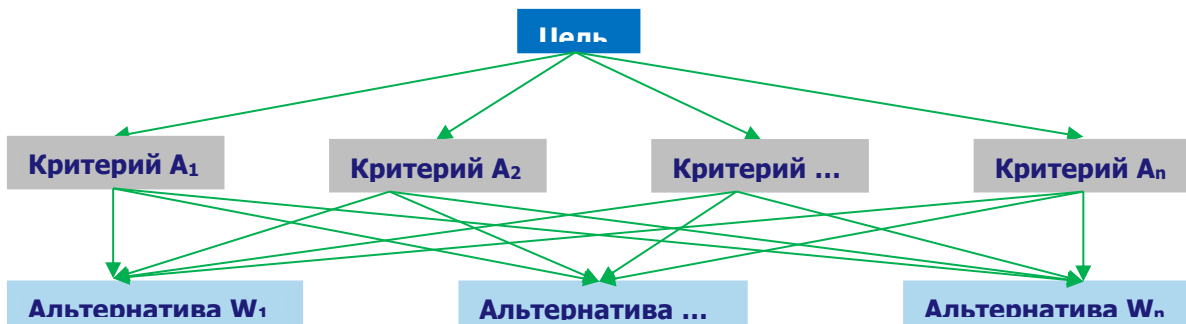 Цель
Критерий A₁
Критерий A₂
Критерий ...
Критерий Aₙ
Альтернатива W₁
Альтернатива ...
Альтернатива Wₙ